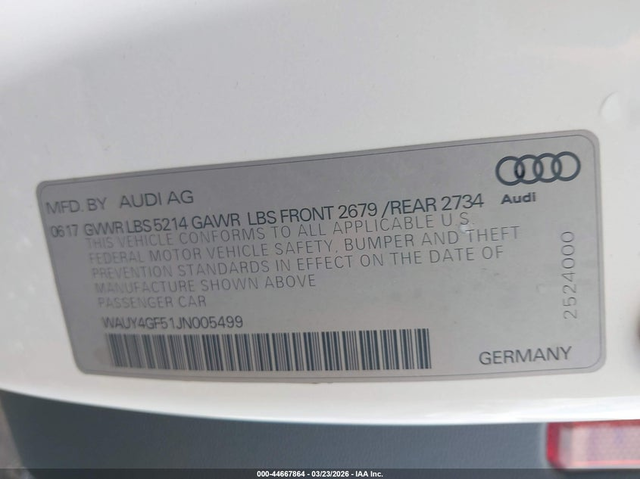 MFD. BY AUDI AG
Audi
0617 GVWR LBS 5214 GAWR LBS FRONT 2679 /REAR 2734
THIS VEHICLE CONFORMS TO ALL APPLICABLE U.S.
FEDERAL MOTOR VEHICLE SAFETY, BUMPER AND THEFT
PREVENTION STANDARDS IN EFFECT ON THE DATE OF
MANUFACTURE SHOWN ABOVE
PASSENGER CAR
WAUY4GF51JN005499
2524000
GERMANY
000-44667864 | 03/23/2026 | IAA Inc.